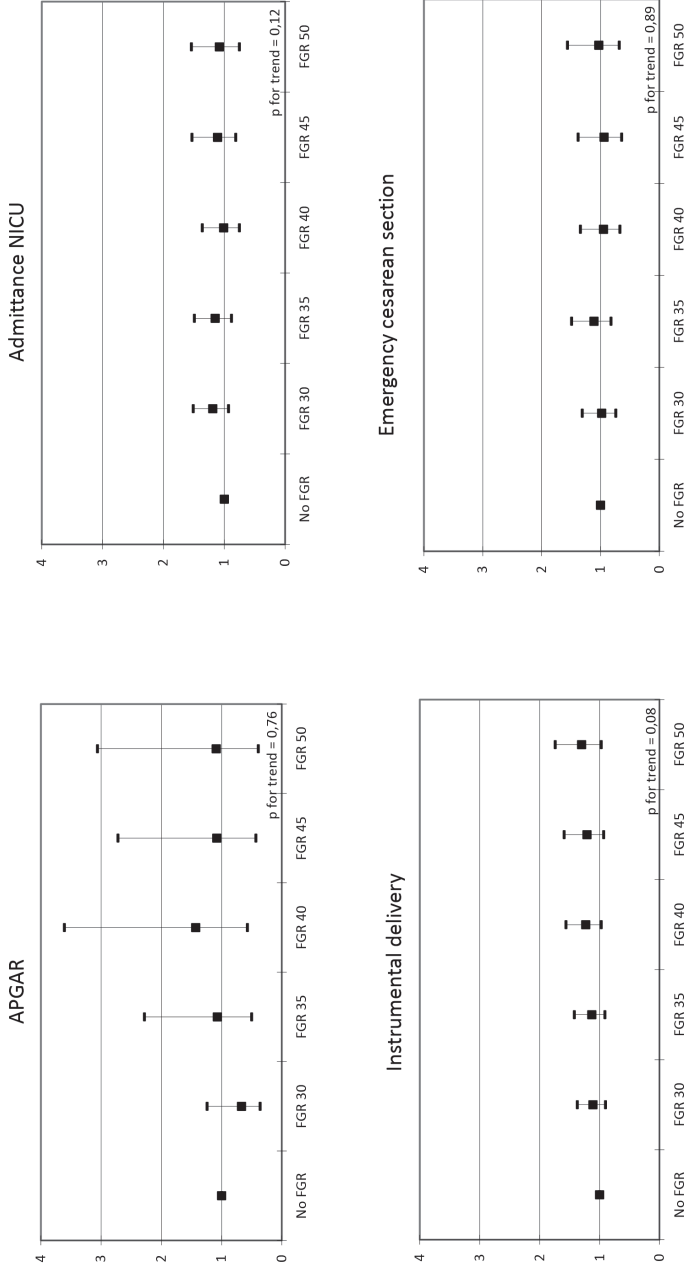 APGAR
4
3
2
1
0
No FGR FGR 30 FGR 35 FGR 40 FGR 45 FGR 50
p for trend = 0,76
Admittance NICU
4
3
2
1
0
No FGR FGR 30 FGR 35 FGR 40 FGR 45 FGR 50
p for trend = 0,12
Instrumental delivery
4
3
2
1
0
No FGR FGR 30 FGR 35 FGR 40 FGR 45 FGR 50
p for trend = 0,08
Emergency cesarean section
4
3
2
1
0
No FGR FGR 30 FGR 35 FGR 40 FGR 45 FGR 50
p for trend = 0,89